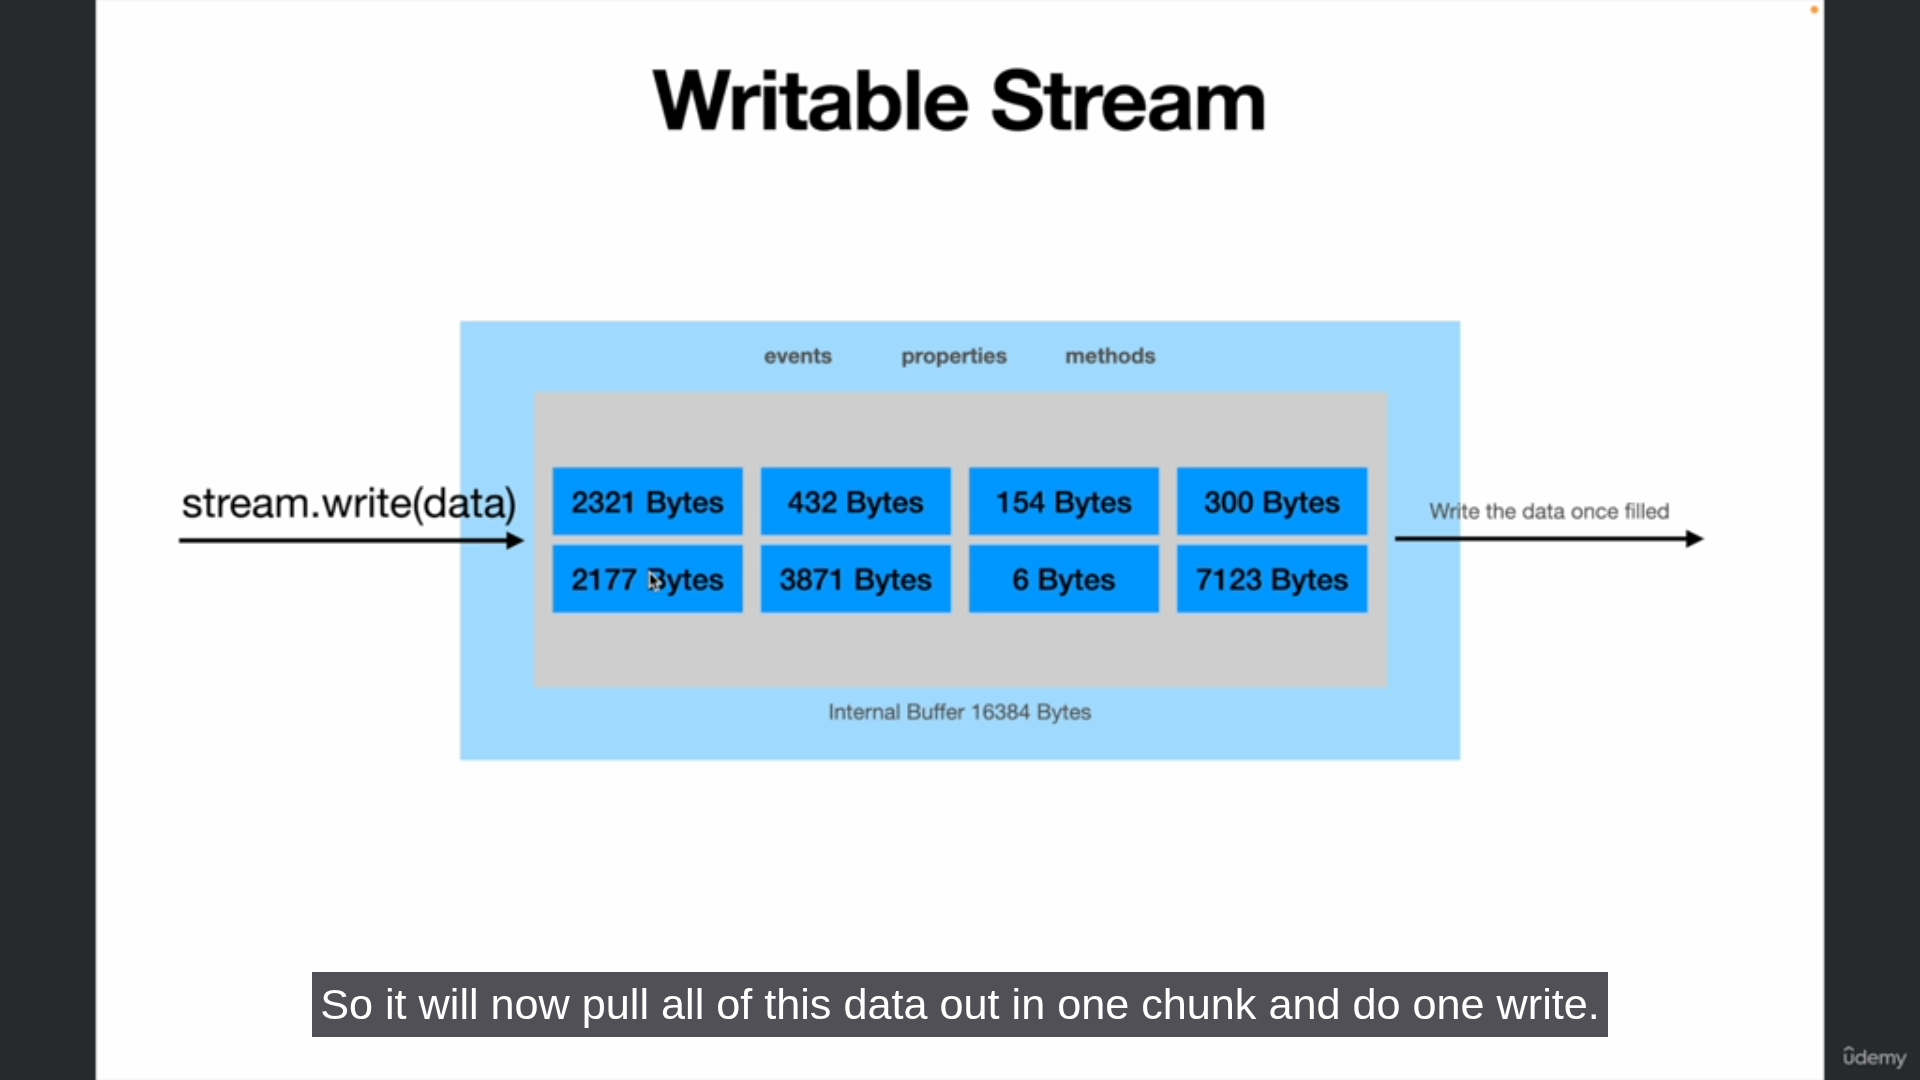 Writable Stream
events properties methods
stream.write(data)
2321 Bytes 432 Bytes 154 Bytes 300 Bytes
Write the data once filled
2177 Bytes 3871 Bytes 6 Bytes 7123 Bytes
Internal Buffer 16384 Bytes
So it will now pull all of this data out in one chunk and do one write.
ûdemy